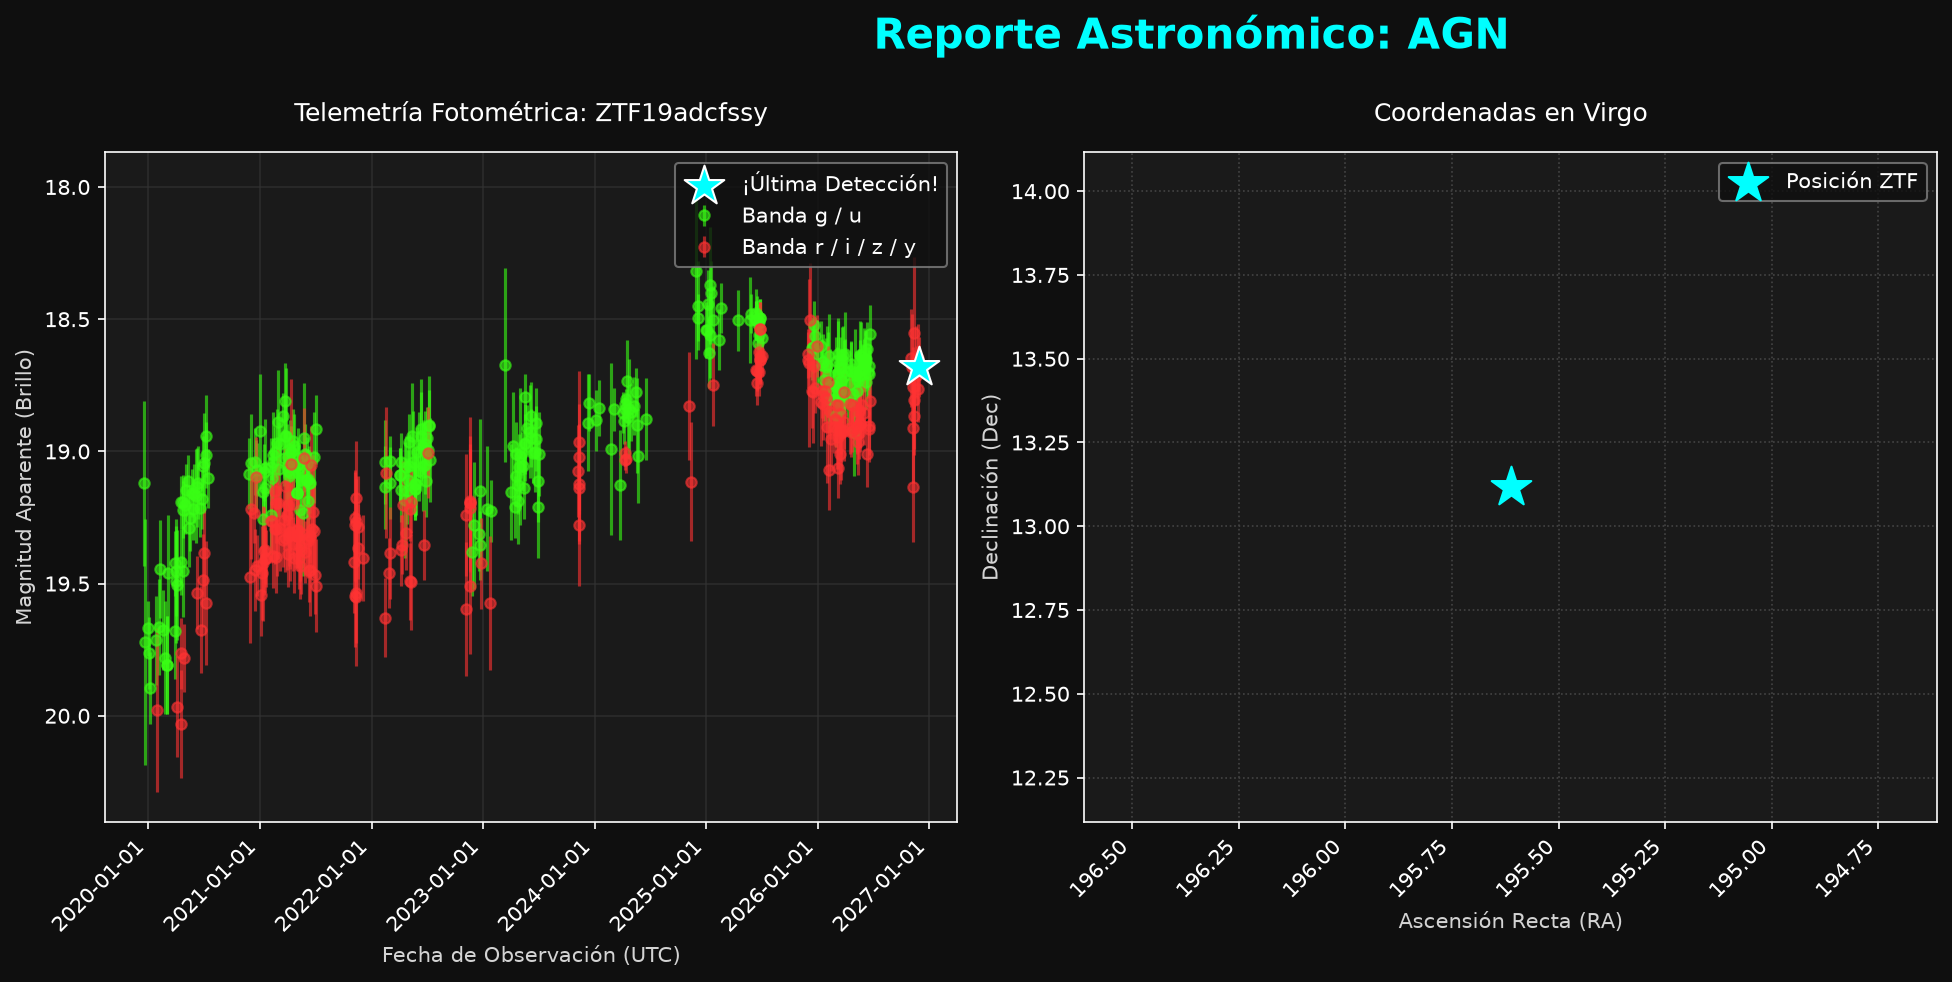 Reporte Astronómico: AGN
Telemetría Fotométrica: ZTF19adcfssy
Magnitud Aparente (Brillo)
18.0
18.5
19.0
19.5
20.0
¡Última Detección!
Banda g / u
Banda r / i / z / y
2020-01-01
2021-01-01
2022-01-01
2023-01-01
2024-01-01
2025-01-01
2026-01-01
2027-01-01
Fecha de Observación (UTC)
Coordenadas en Virgo
Declinación (Dec)
14.00
13.75
13.50
13.25
13.00
12.75
12.50
12.25
Posición ZTF
196.50
196.25
196.00
195.75
195.50
195.25
195.00
194.75
Ascensión Recta (RA)